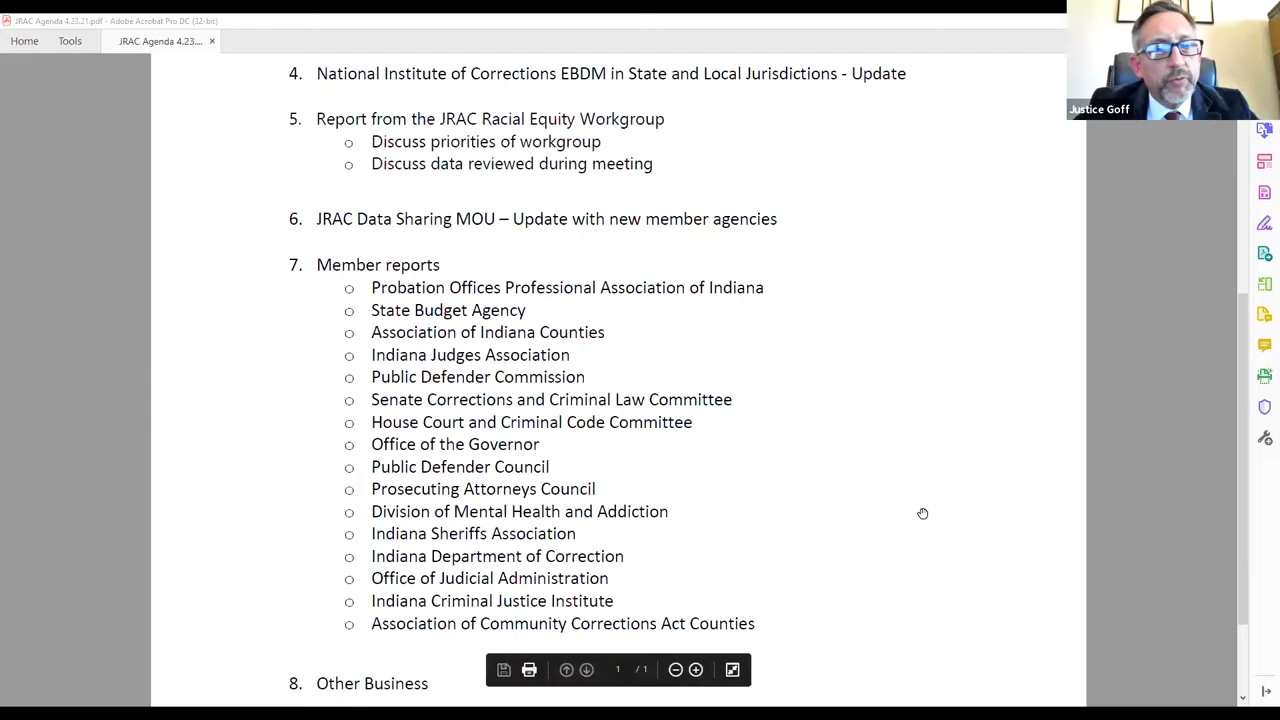 JRAC Agenda 4.23.21.pdf - Adobe Acrobat Pro DC (32-bit)
Home Tools JRAC Agenda 4.23.... ×
Justice Goff
4. National Institute of Corrections EBDM in State and Local Jurisdictions - Update
5. Report from the JRAC Racial Equity Workgroup
o Discuss priorities of workgroup
o Discuss data reviewed during meeting
6. JRAC Data Sharing MOU – Update with new member agencies
7. Member reports
o Probation Offices Professional Association of Indiana
o State Budget Agency
o Association of Indiana Counties
o Indiana Judges Association
o Public Defender Commission
o Senate Corrections and Criminal Law Committee
o House Court and Criminal Code Committee
o Office of the Governor
o Public Defender Council
o Prosecuting Attorneys Council
o Division of Mental Health and Addiction
o Indiana Sheriffs Association
o Indiana Department of Correction
o Office of Judicial Administration
o Indiana Criminal Justice Institute
o Association of Community Corrections Act Counties
1 / 1
8. Other Business